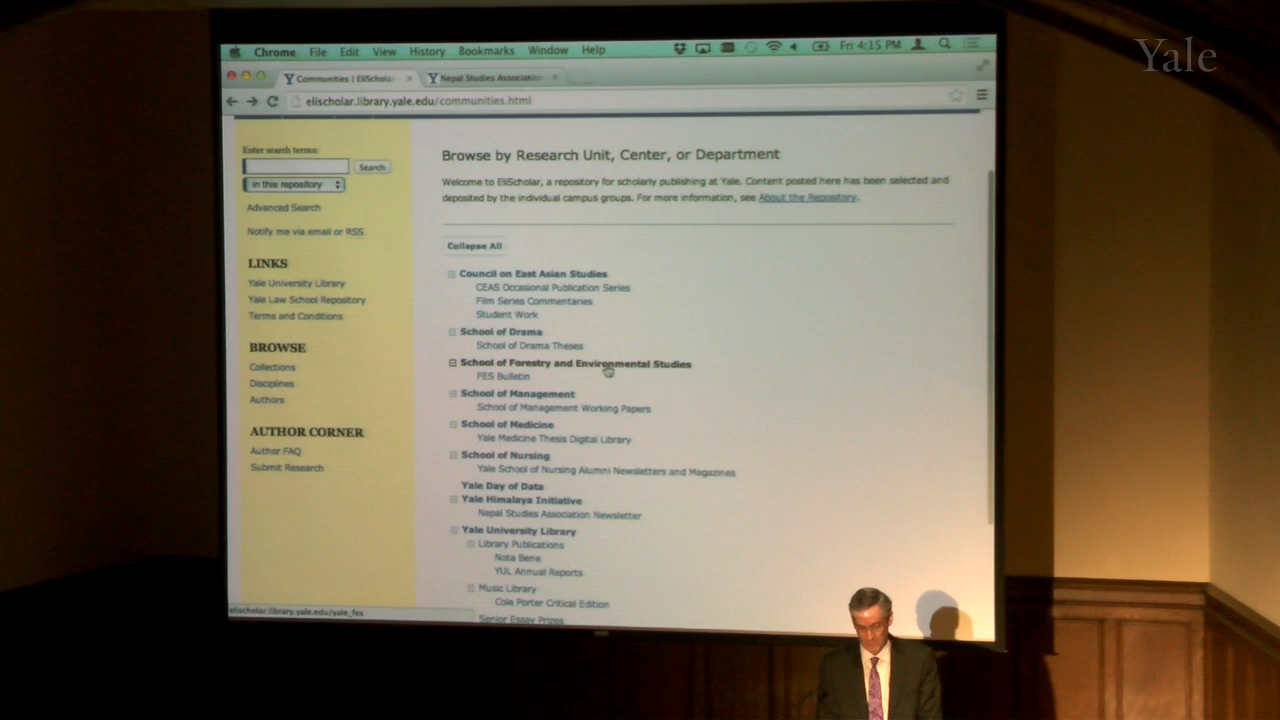 Yale
Chrome File Edit View History Bookmarks Window Help Fri 4:15 PM
Communities | EliScholar
Nepal Studies Association
elischolar.library.yale.edu/communities.html
Enter search terms:
Search
in this repository
Advanced Search
Notify me via email or RSS
LINKS
Yale University Library
Yale Law School Repository
Terms and Conditions
BROWSE
Collections
Disciplines
Authors
AUTHOR CORNER
Author FAQ
Submit Research
Browse by Research Unit, Center, or Department
Welcome to EliScholar, a repository for scholarly publishing at Yale. Content posted here has been selected and
deposited by the individual campus groups. For more information, see About the Repository.
Collapse All
Council on East Asian Studies
CEAS Occasional Publication Series
Film Series Commentaries
Student Work
School of Drama
School of Drama Theses
School of Forestry and Environmental Studies
FES Bulletin
School of Management
School of Management Working Papers
School of Medicine
Yale Medicine Thesis Digital Library
School of Nursing
Yale School of Nursing Alumni Newsletters and Magazines
Yale Day of Data
Yale Himalaya Initiative
Nepal Studies Association Newsletter
Yale University Library
Library Publications
Nota Bene
YUL Annual Reports
Music Library
Cole Porter Critical Edition
Senior Essay Prizes
elischolar.library.yale.edu/yale_fes